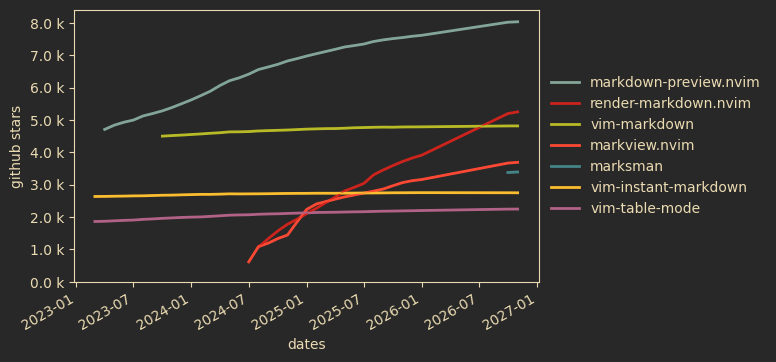 8.0 k
7.0 k
6.0 k
5.0 k
4.0 k
3.0 k
2.0 k
1.0 k
0.0 k
github stars
2023-01
2023-07
2024-01
2024-07
2025-01
2025-07
2026-01
2026-07
2027-01
dates
markdown-preview.nvim
render-markdown.nvim
vim-markdown
markview.nvim
marksman
vim-instant-markdown
vim-table-mode